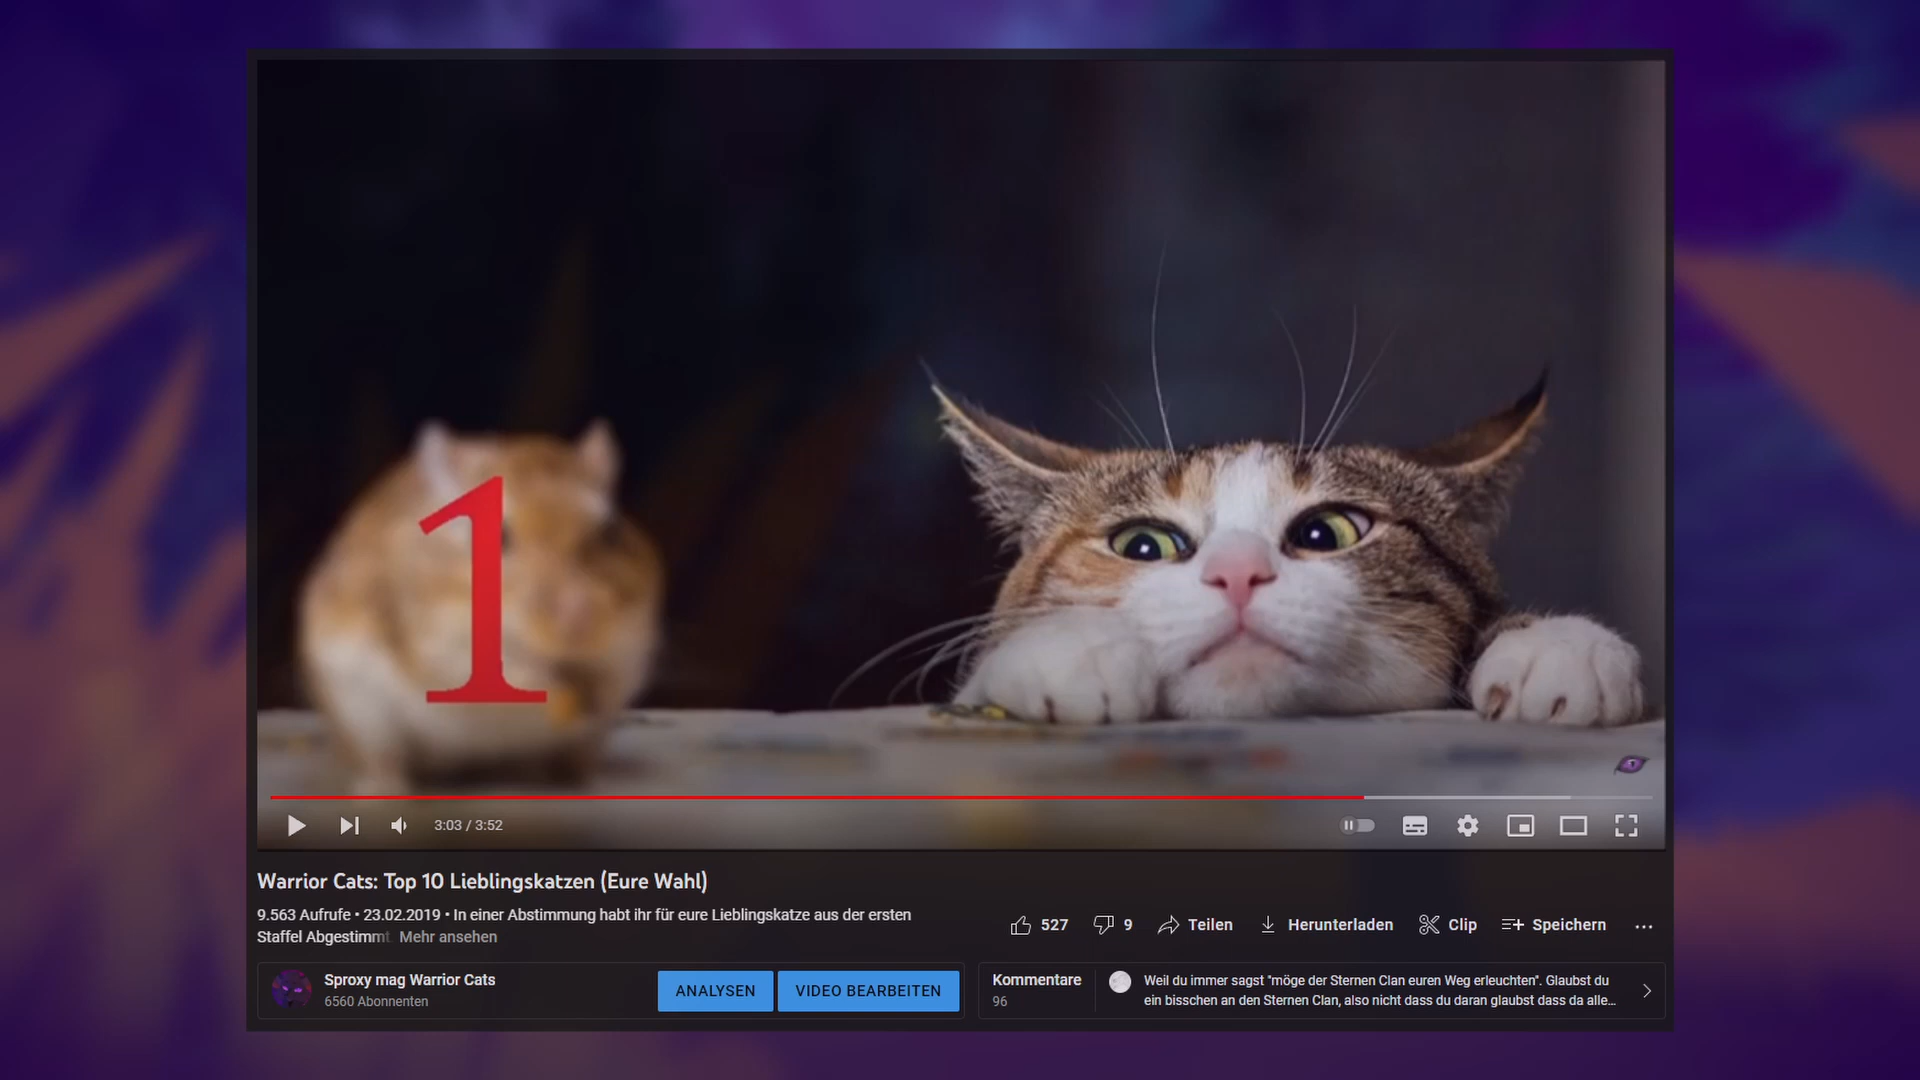 1
3:03 / 3:52
Warrior Cats: Top 10 Lieblingskatzen (Eure Wahl)
9.563 Aufrufe • 23.02.2019 • In einer Abstimmung habt ihr für eure Lieblingskatze aus der ersten
Staffel Abgestimmt Mehr ansehen
527 9 Teilen Herunterladen Clip Speichern
Sproxy mag Warrior Cats
6560 Abonnenten
ANALYSEN VIDEO BEARBEITEN
Kommentare
96
Weil du immer sagst "möge der Sternen Clan euren Weg erleuchten". Glaubst du
ein bisschen an den Sternen Clan, also nicht dass du daran glaubst dass da alle...